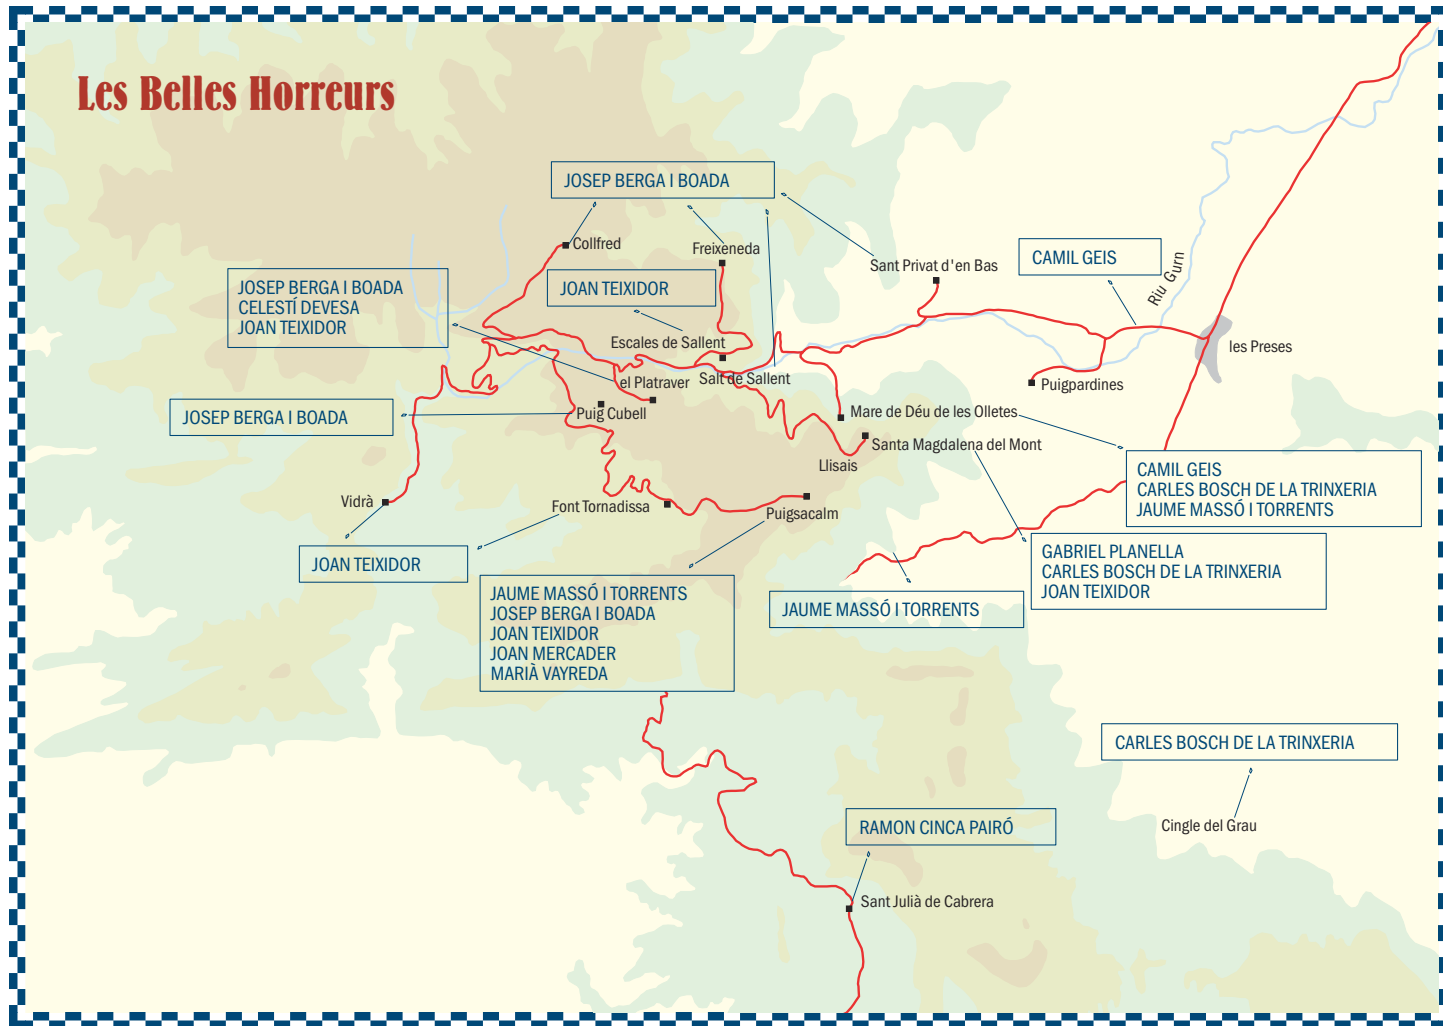 Les Belles Horreurs
JOSEP BERGA I BOADA
Collfred
Freixeneda
Sant Privat d'en Bas
CAMIL GEIS
Riu Gurn
JOSEP BERGA I BOADA
CELESTÍ DEVESA
JOAN TEIXIDOR
JOAN TEIXIDOR
Escales de Sallent
les Preses
el Platraver
Salt de Sallent
Puigpardines
JOSEP BERGA I BOADA
Puig Cubell
Mare de Déu de les Olletes
Santa Magdalena del Mont
Llisais
CAMIL GEIS
CARLES BOSCH DE LA TRINXERIA
JAUME MASSÓ I TORRENTS
Vidrà
Font Tornadissa
Puigsacalm
JOAN TEIXIDOR
GABRIEL PLANELLA
CARLES BOSCH DE LA TRINXERIA
JOAN TEIXIDOR
JAUME MASSÓ I TORRENTS
JOSEP BERGA I BOADA
JOAN TEIXIDOR
JOAN MERCADER
MARIÀ VAYREDA
JAUME MASSÓ I TORRENTS
CARLES BOSCH DE LA TRINXERIA
Cingle del Grau
RAMON CINCA PAIRÓ
Sant Julià de Cabrera